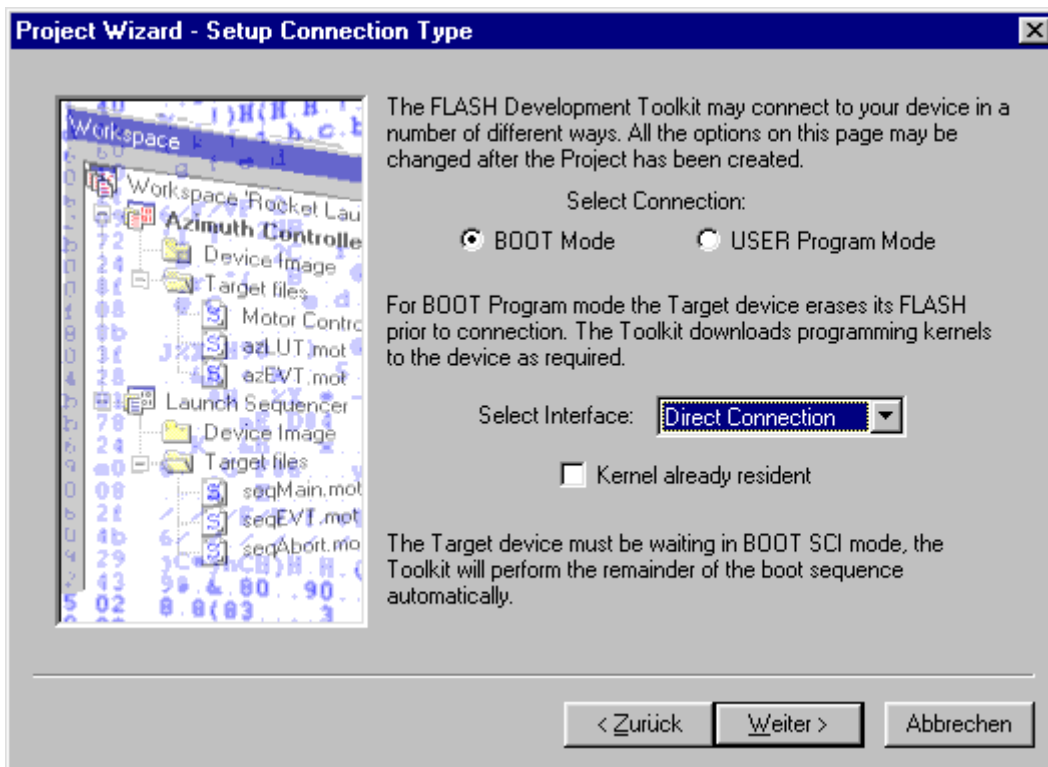 Project Wizard - Setup Connection Type
The FLASH Development Toolkit may connect to your device in a
number of different ways. All the options on this page may be
changed after the Project has been created.
Select Connection:
BOOT Mode USER Program Mode
For BOOT Program mode the Target device erases its FLASH
prior to connection. The Toolkit downloads programming kernels
to the device as required.
Select Interface: Direct Connection
Kernel already resident
The Target device must be waiting in BOOT SCI mode, the
Toolkit will perform the remainder of the boot sequence
automatically.
Workspace
Workspace 'Rocket Lau
Azimuth Controlle
Device Image
Target files
Motor Contro
azLUT.mot
azEVT.mot
Launch Sequencer
Device Image
Target files
seqMain.mot
seqEVT.mot
seqAbort.mo
< Zurück Weiter > Abbrechen